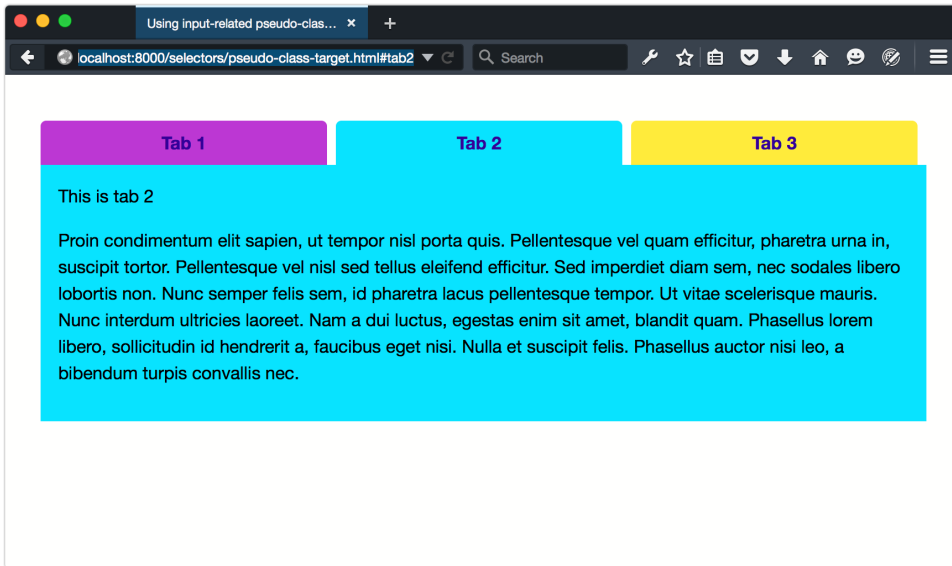 Using input-related pseudo-clas… ×
localhost:8000/selectors/pseudo-class-target.html#tab2
Search
Tab 1
Tab 2
Tab 3
This is tab 2
Proin condimentum elit sapien, ut tempor nisl porta quis. Pellentesque vel quam efficitur, pharetra urna in,
suscipit tortor. Pellentesque vel nisl sed tellus eleifend efficitur. Sed imperdiet diam sem, nec sodales libero
lobortis non. Nunc semper felis sem, id pharetra lacus pellentesque tempor. Ut vitae scelerisque mauris.
Nunc interdum ultricies laoreet. Nam a dui luctus, egestas enim sit amet, blandit quam. Phasellus lorem
libero, sollicitudin id hendrerit a, faucibus eget nisi. Nulla et suscipit felis. Phasellus auctor nisi leo, a
bibendum turpis convallis nec.